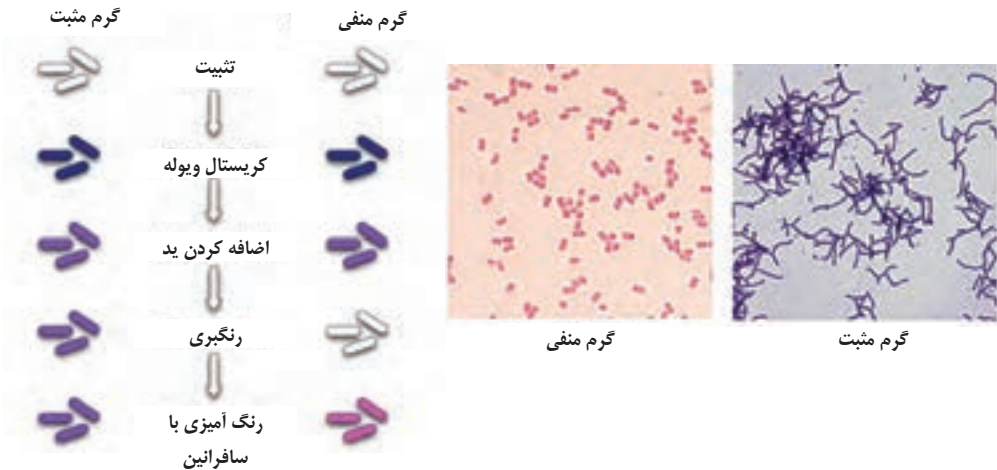 گرم مثبت
گرم منفی
تثبیت
کریستال ویوله
اضافه کردن ید
رنگبری
رنگ آمیزی با
سافرانین
گرم منفی
گرم مثبت